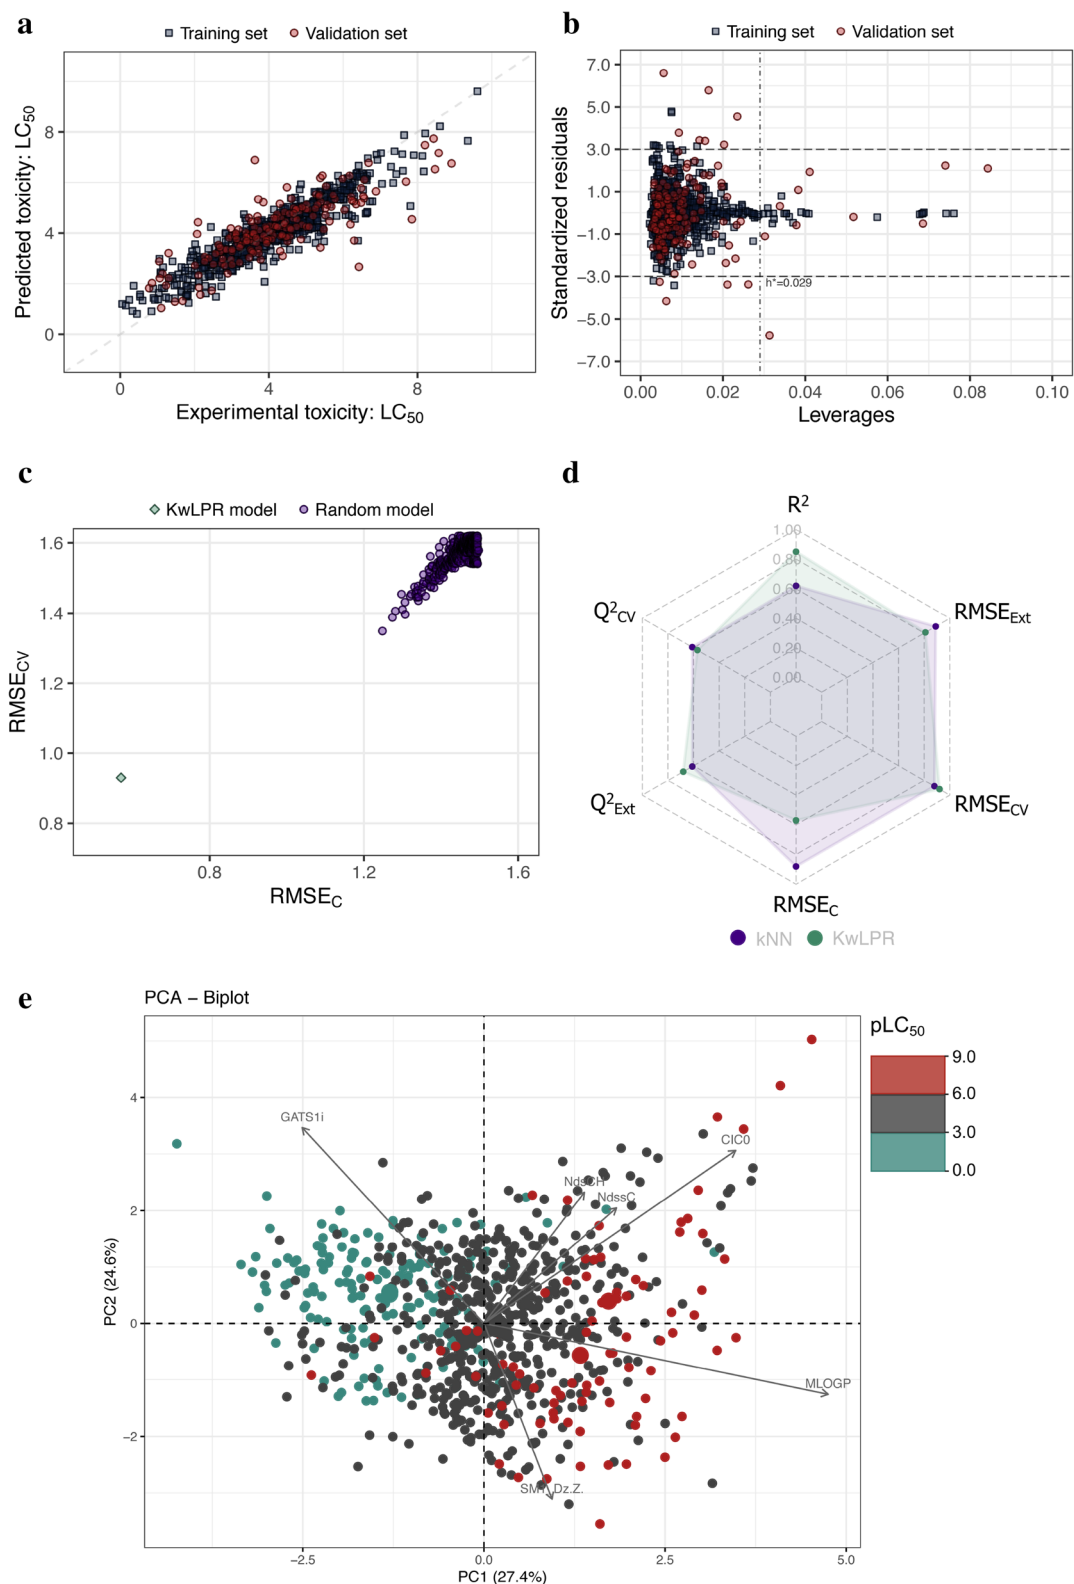 a
Training set Validation set
Predicted toxicity: LC50
8
4
0
0 4 8
Experimental toxicity: LC50
b
Training set Validation set
Standardized residuals
7.0
5.0
3.0
1.0
−1.0
−3.0
−5.0
−7.0
h*=0.029
0.00 0.02 0.04 0.06 0.08 0.10
Leverages
c
KwLPR model Random model
RMSECV
1.6
1.4
1.2
1.0
0.8
0.8 1.2 1.6
RMSEC
d
R2
1.00
0.80
0.60
0.40
0.20
0.00
Q2CV
RMSEExt
Q2Ext
RMSECV
RMSEC
kNN KwLPR
e
PCA − Biplot
pLC50
9.0
6.0
3.0
0.0
PC2 (24.6%)
4
2
0
−2
GATS1i
CIC0
NdsCH
NdssC
MLOGP
SM1_Dz.Z.
−2.5 0.0 2.5 5.0
PC1 (27.4%)